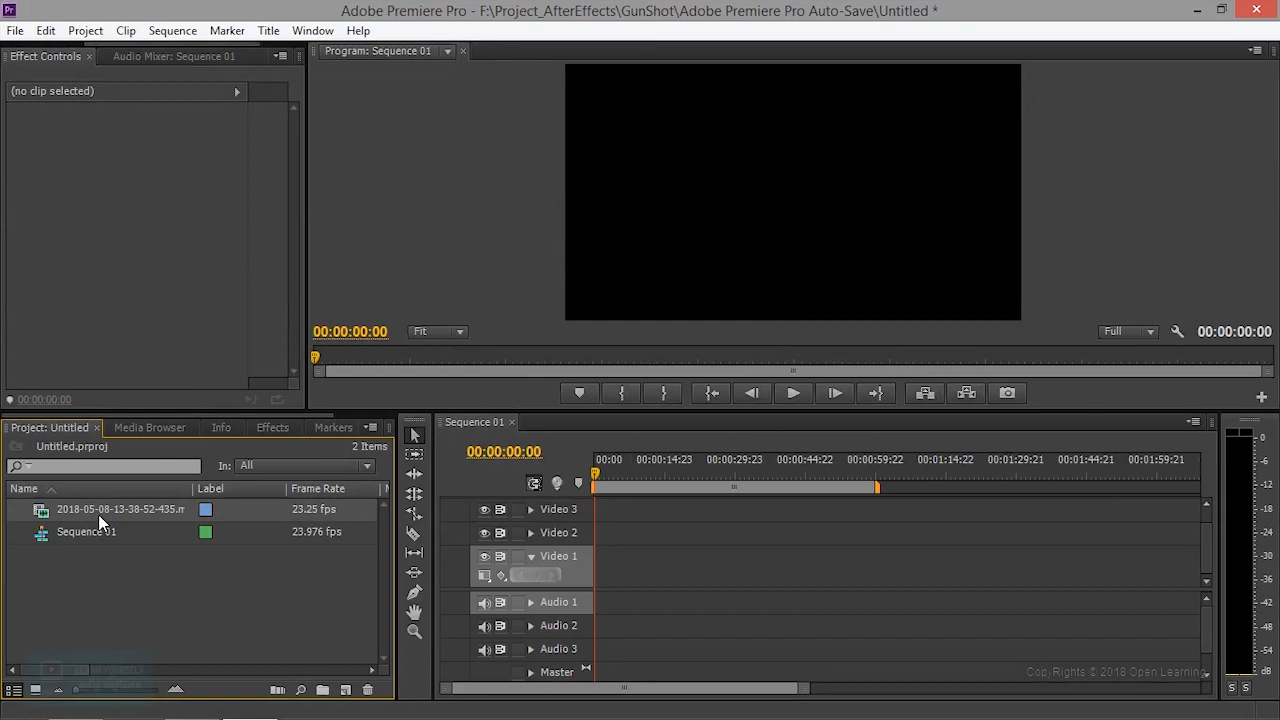 Pr
Adobe Premiere Pro - F:\Project_AfterEffects\GunShot\Adobe Premiere Pro Auto-Save\Untitled *
File Edit Project Clip Sequence Marker Title Window Help
Effect Controls × Audio Mixer: Sequence 01
Program: Sequence 01
(no clip selected)
00:00:00:00 Fit Full 00:00:00:00
00:00:00:00
Project: Untitled × Media Browser Info Effects Markers
Untitled.prproj 2 Items
In: All
Name Label Frame Rate
2018-05-08-13-38-52-435.m 23.25 fps
Sequence 01 23.976 fps
Sequence 01 ×
00:00:00:00
00:00 00:00:14:23 00:00:29:23 00:00:44:22 00:00:59:22 00:01:14:22 00:01:29:21 00:01:44:21 00:01:59:21
Video 3
Video 2
Video 1
Audio 1
Audio 2
Audio 3
Master
0
-6
-12
-18
-24
-30
-36
-42
-48
-54
dB
S S
CopyRights © 2018 Open Learning